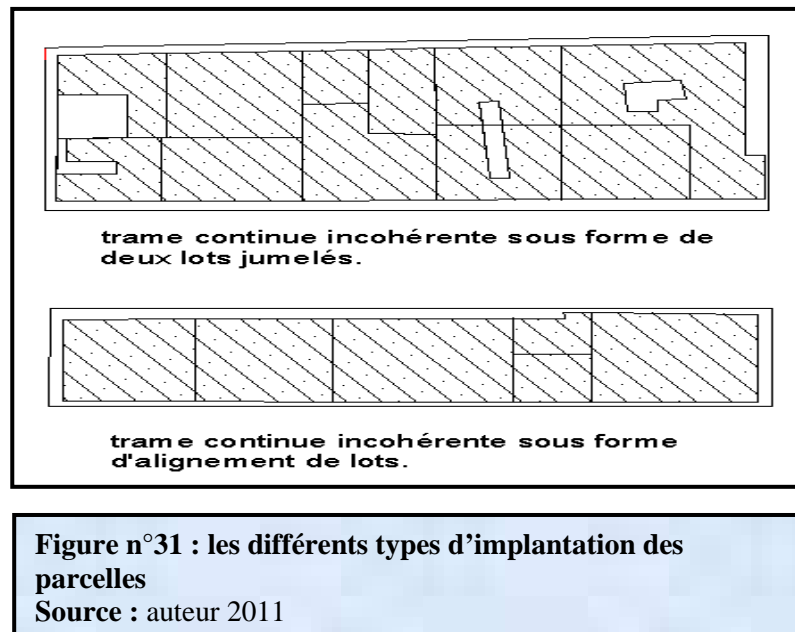 trame continue incohérente sous forme de
deux lots jumelés.
trame continue incohérente sous forme
d'alignement de lots.
Figure n°31 : les différents types d’implantation des
parcelles
Source : auteur 2011